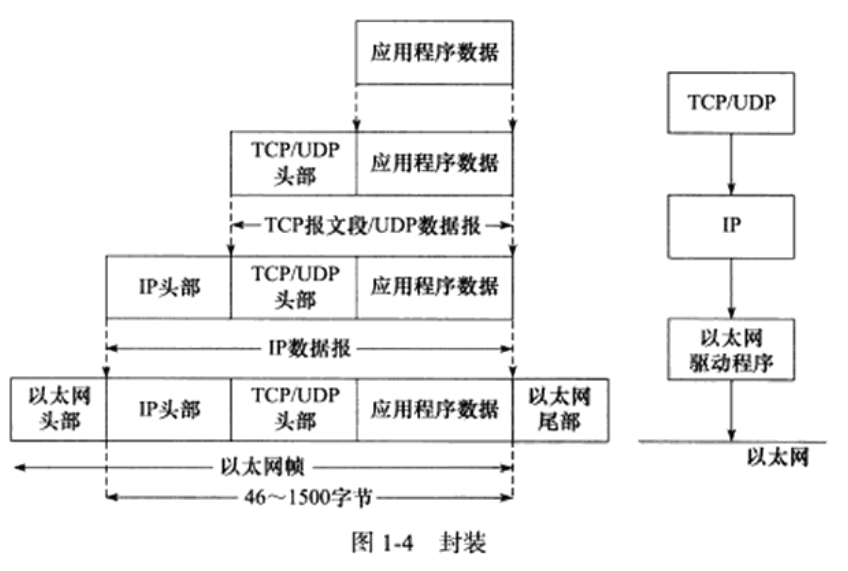 应用程序数据
TCP/UDP
头部
应用程序数据
TCP报文段/UDP数据报
IP头部
TCP/UDP
头部
应用程序数据
IP数据报
以太网
头部
IP头部
TCP/UDP
头部
应用程序数据
以太网
尾部
以太网帧
46～1500字节
TCP/UDP
IP
以太网
驱动程序
以太网
图 1-4 封装